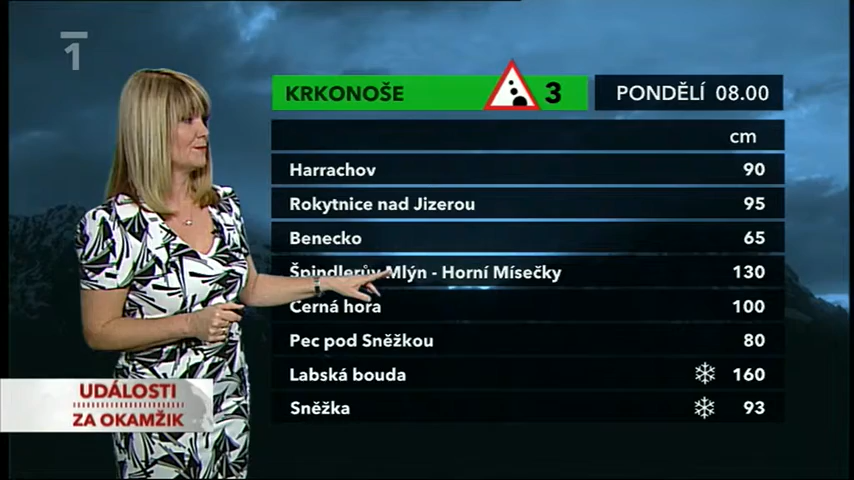 1
KRKONOŠE 3 PONDĚLÍ 08.00
cm
Harrachov 90
Rokytnice nad Jizerou 95
Benecko 65
Špindlerův Mlýn - Horní Mísečky 130
Černá hora 100
Pec pod Sněžkou 80
Labská bouda 160
Sněžka 93
UDÁLOSTI
ZA OKAMŽIK